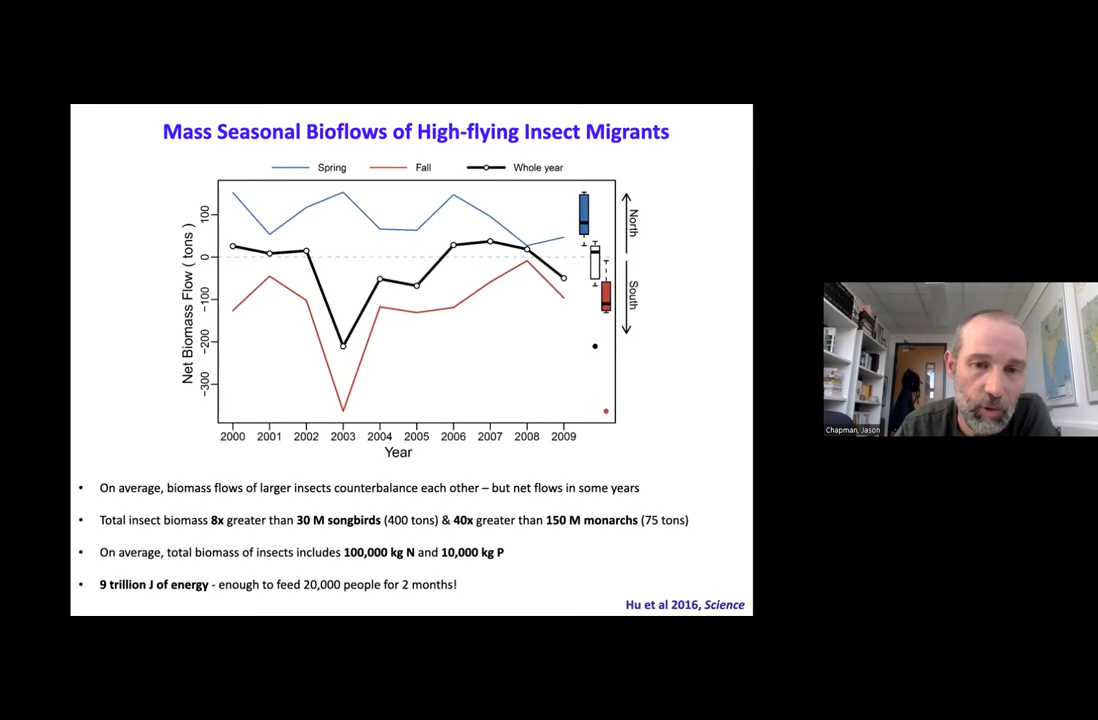 Mass Seasonal Bioflows of High-flying Insect Migrants
Spring Fall Whole year
Net Biomass Flow ( tons )
100
0
-100
-200
-300
North
South
2000 2001 2002 2003 2004 2005 2006 2007 2008 2009
Year
• On average, biomass flows of larger insects counterbalance each other – but net flows in some years
• Total insect biomass 8x greater than 30 M songbirds (400 tons) & 40x greater than 150 M monarchs (75 tons)
• On average, total biomass of insects includes 100,000 kg N and 10,000 kg P
• 9 trillion J of energy - enough to feed 20,000 people for 2 months!
Hu et al 2016, Science
Chapman, Jason